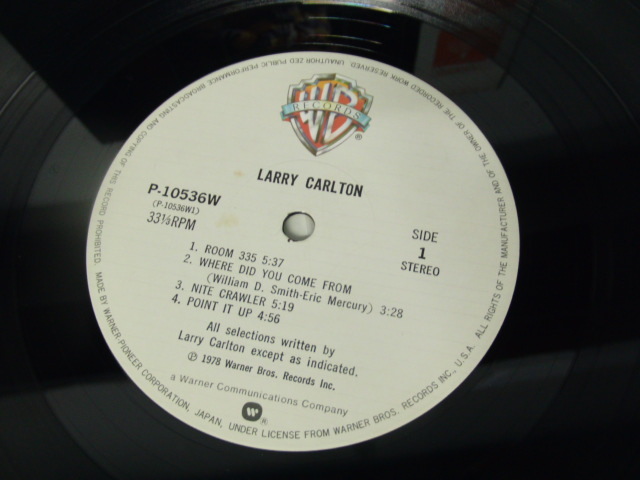 WB
RECORDS
®
LARRY CARLTON
P-10536W
(P-10536W1)
33⅓RPM
SIDE
1
STEREO
1. ROOM 335 5:37
2. WHERE DID YOU COME FROM
(William D. Smith-Eric Mercury) 3:28
3. NITE CRAWLER 5:19
4. POINT IT UP 4:56
All selections written by
Larry Carlton except as indicated.
℗ 1978 Warner Bros. Records Inc.
a Warner Communications Company
®
MADE BY WARNER PIONEER CORPORATION, JAPAN, UNDER LICENSE FROM WARNER BROS. RECORDS INC., U.S.A. ALL RIGHTS OF THE MANUFACTURER AND OF THE OWNER OF THE RECORDED WORK RESERVED. UNAUTHORIZED PUBLIC PERFORMANCE BROADCASTING AND COPYING OF THIS RECORD PROHIBITED.